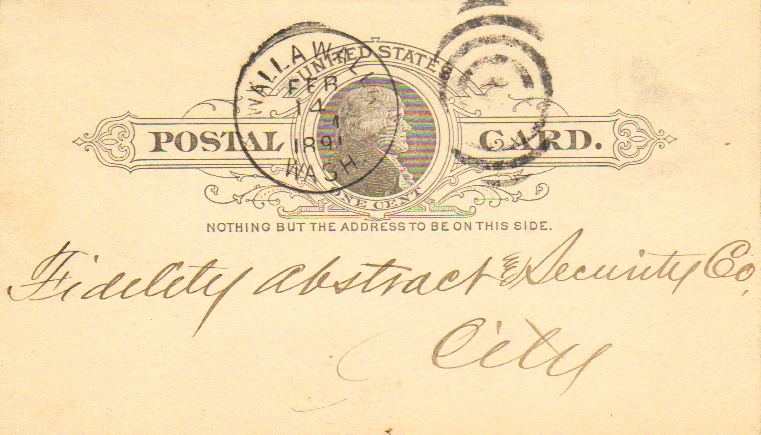 UNITED STATES
WALLA WALLA
FEB
14
1
1891
WASH.
POSTAL CARD.
ONE CENT
NOTHING BUT THE ADDRESS TO BE ON THIS SIDE.
Fidelity Abstract & Security Co,
City